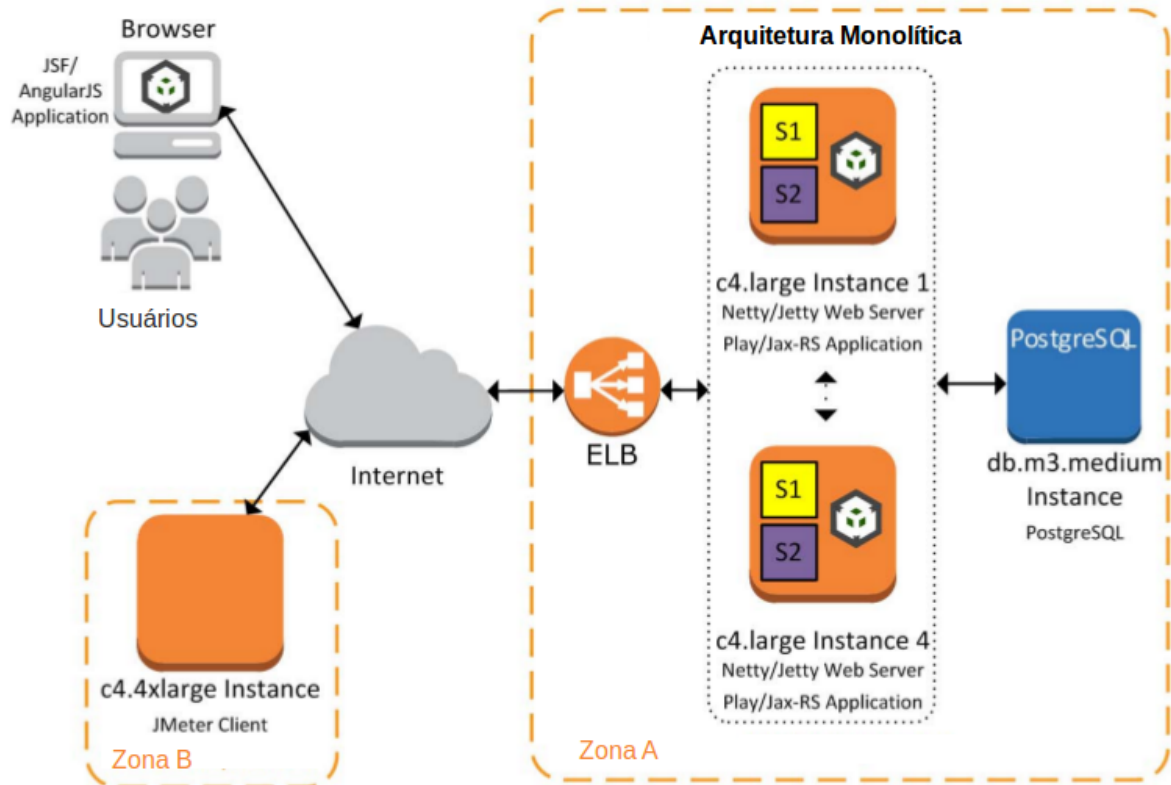 Browser
JSF/
AngularJS
Application
Usuários
Internet
c4.4xlarge Instance
JMeter Client
Zona B
Arquitetura Monolítica
S1
S2
c4.large Instance 1
Netty/Jetty Web Server
Play/Jax-RS Application
ELB
S1
S2
c4.large Instance 4
Netty/Jetty Web Server
Play/Jax-RS Application
PostgreSQL
db.m3.medium
Instance
PostgreSQL
Zona A